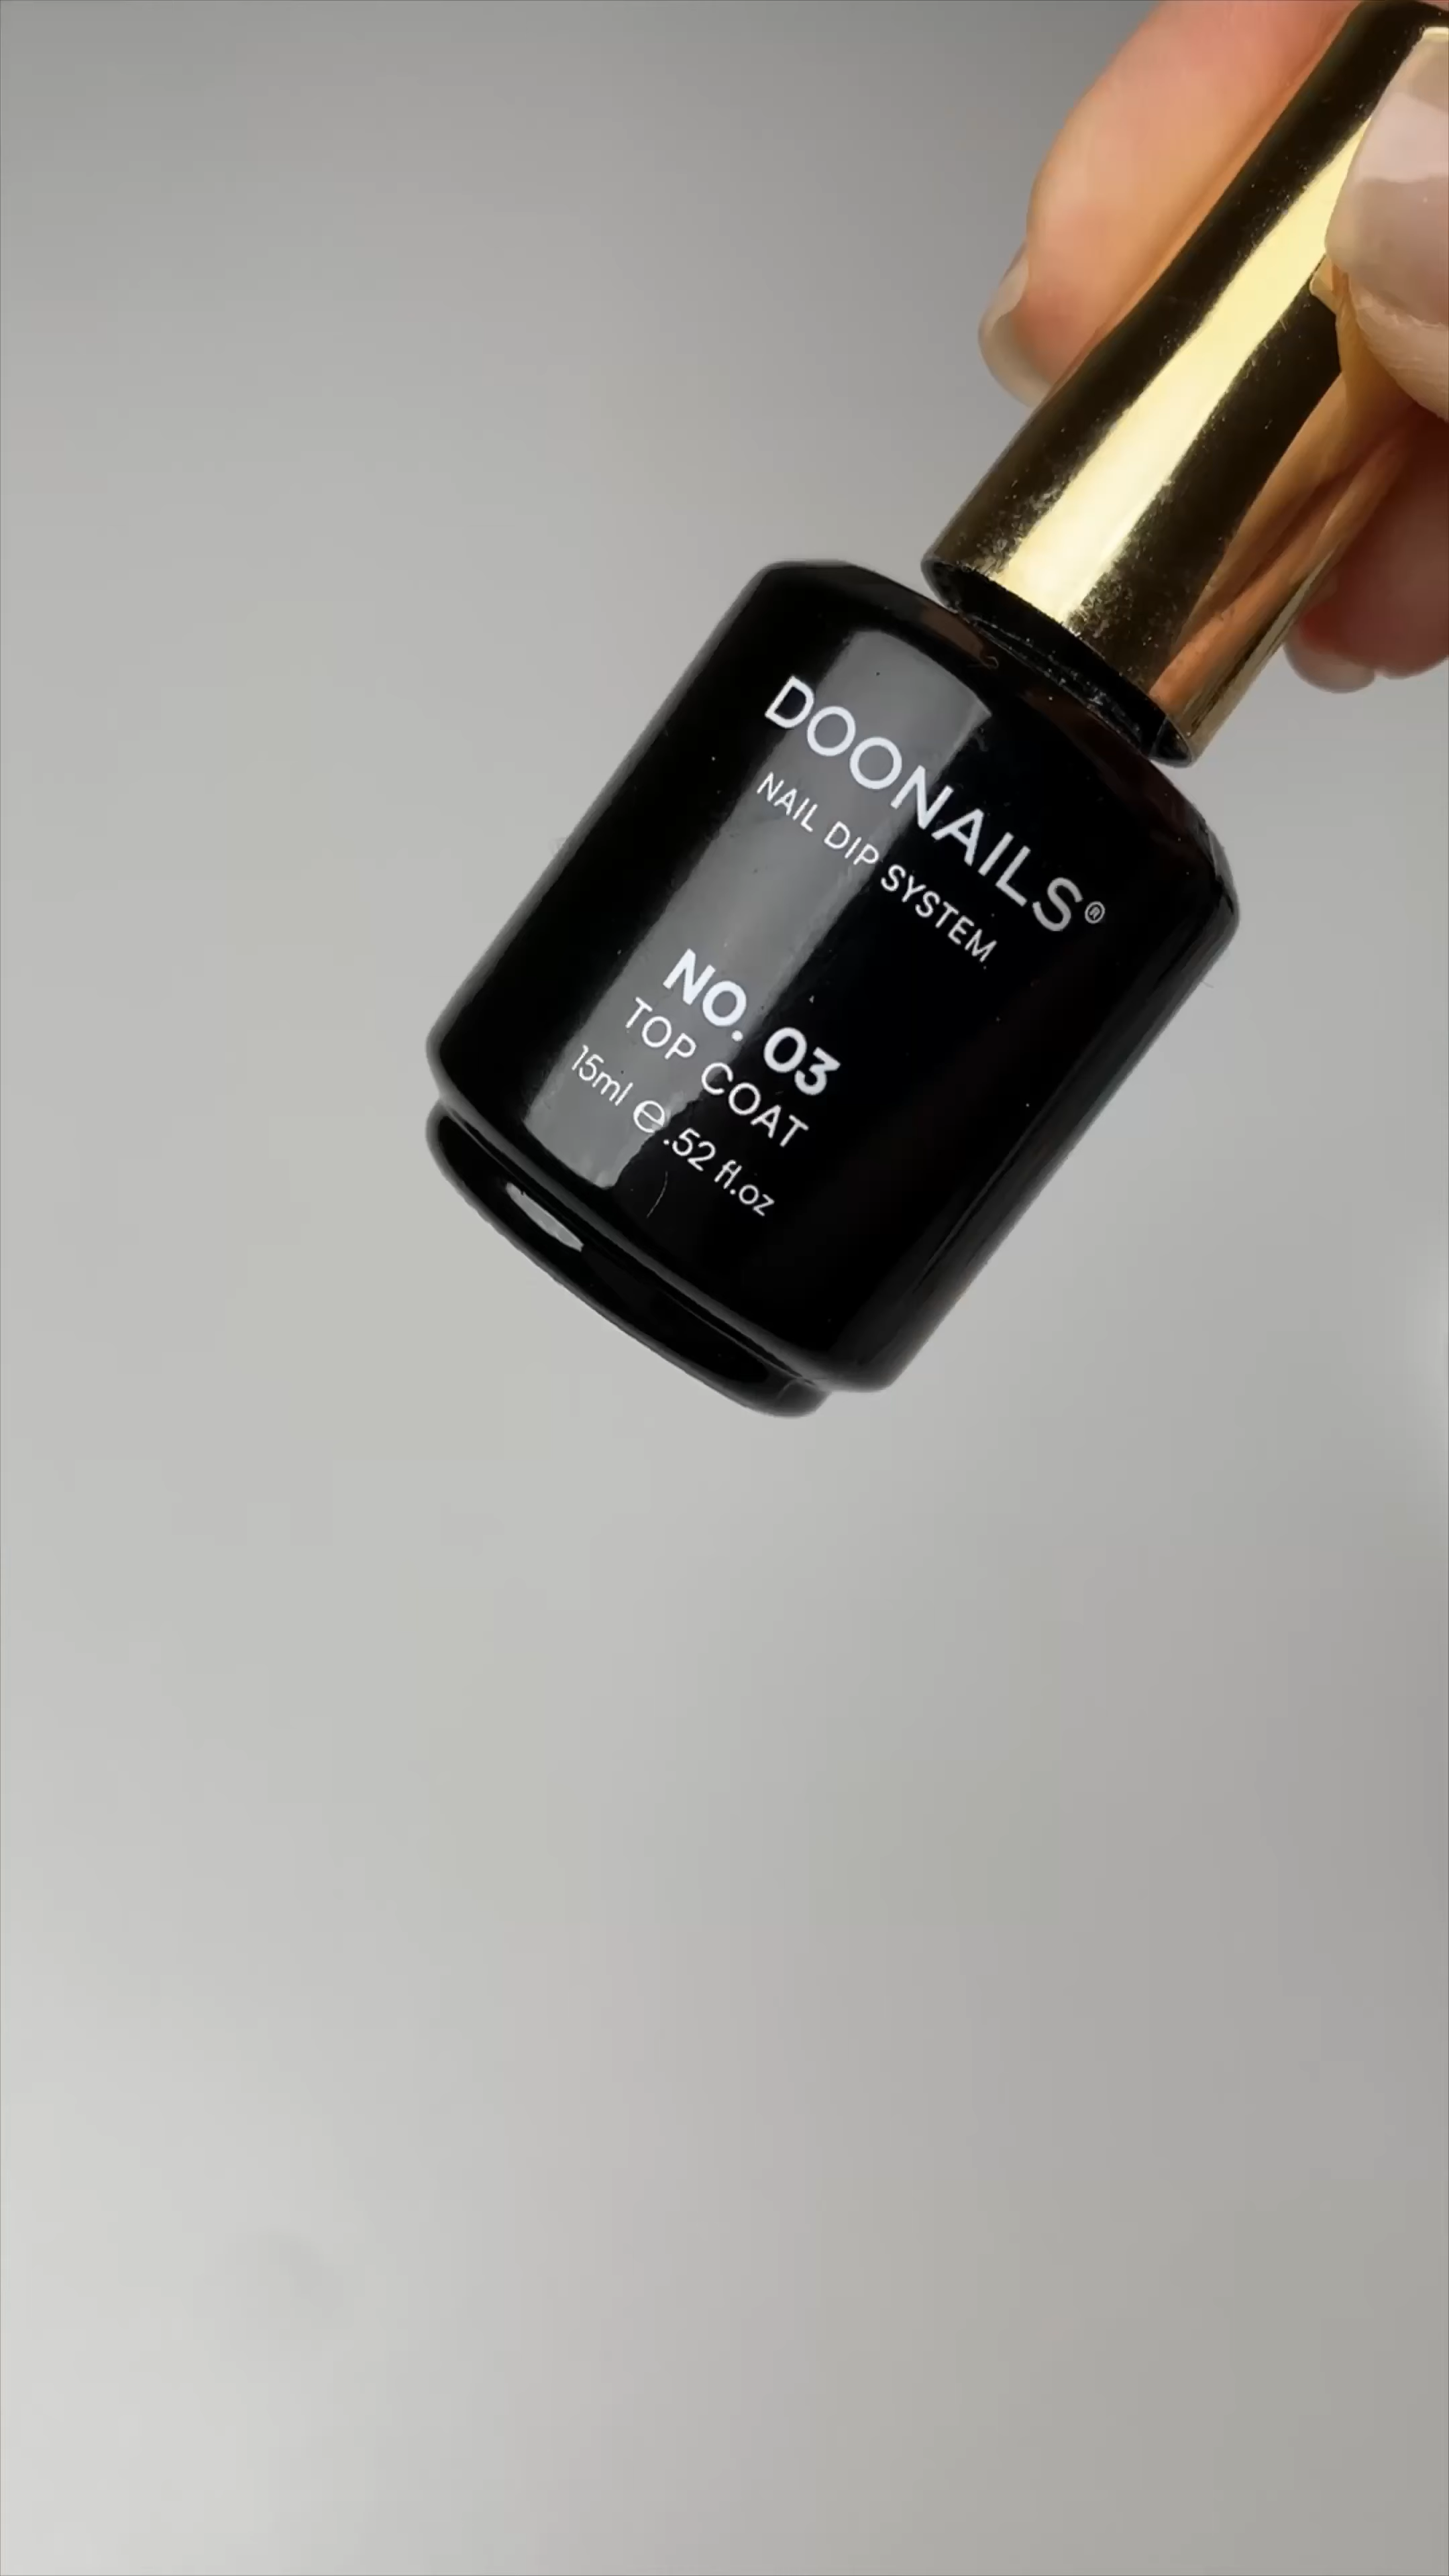 DOONAILS®
NAIL DIP SYSTEM
NO. 03
TOP COAT
15ml ℮ .52 fl.oz